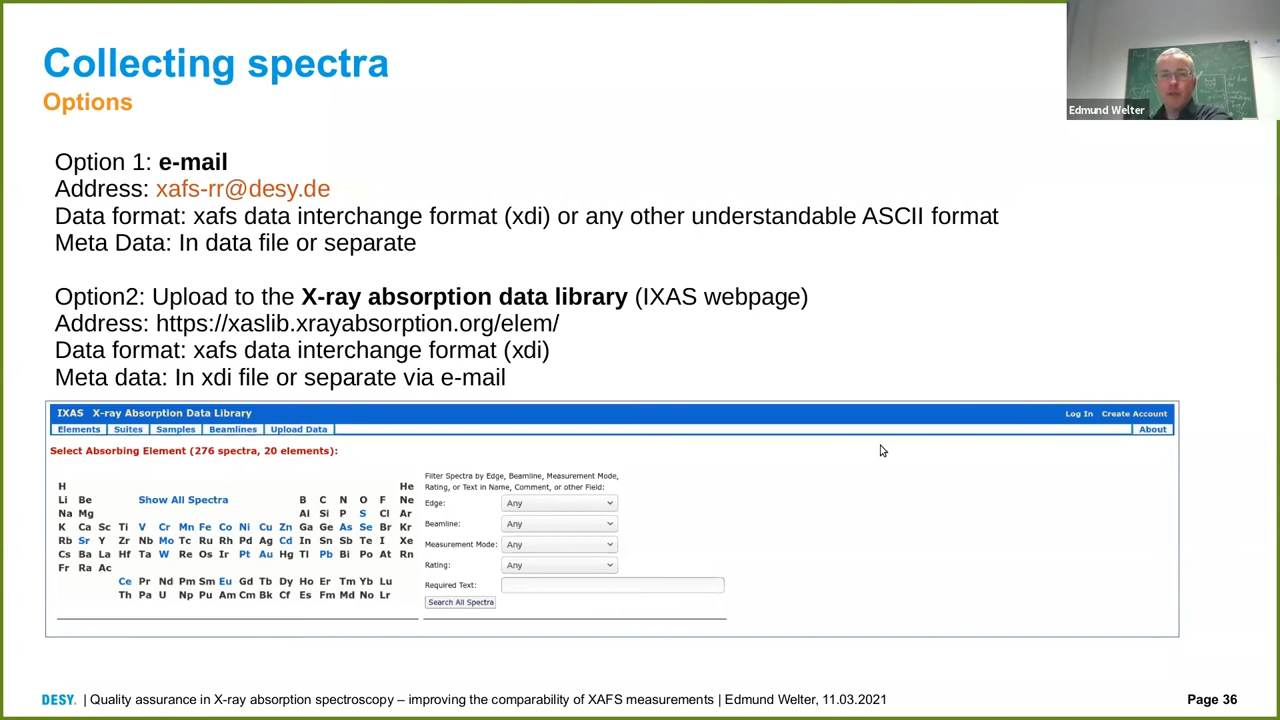 Collecting spectra
Options
Edmund Welter
Option 1: e-mail
Address: xafs-rr@desy.de
Data format: xafs data interchange format (xdi) or any other understandable ASCII format
Meta Data: In data file or separate
Option2: Upload to the X-ray absorption data library (IXAS webpage)
Address: https://xaslib.xrayabsorption.org/elem/
Data format: xafs data interchange format (xdi)
Meta data: In xdi file or separate via e-mail
IXAS X-ray Absorption Data Library Log In Create Account
Elements Suites Samples Beamlines Upload Data About
Select Absorbing Element (276 spectra, 20 elements):
H He
Li Be Show All Spectra B C N O F Ne
Na Mg Al Si P S Cl Ar
K Ca Sc Ti V Cr Mn Fe Co Ni Cu Zn Ga Ge As Se Br Kr
Rb Sr Y Zr Nb Mo Tc Ru Rh Pd Ag Cd In Sn Sb Te I Xe
Cs Ba La Hf Ta W Re Os Ir Pt Au Hg Tl Pb Bi Po At Rn
Fr Ra Ac
Ce Pr Nd Pm Sm Eu Gd Tb Dy Ho Er Tm Yb Lu
Th Pa U Np Pu Am Cm Bk Cf Es Fm Md No Lr
Filter Spectra by Edge, Beamline, Measurement Mode,
Rating, or Text in Name, Comment, or other Field:
Edge: Any
Beamline: Any
Measurement Mode: Any
Rating: Any
Required Text:
Search All Spectra
DESY. | Quality assurance in X-ray absorption spectroscopy – improving the comparability of XAFS measurements | Edmund Welter, 11.03.2021 Page 36